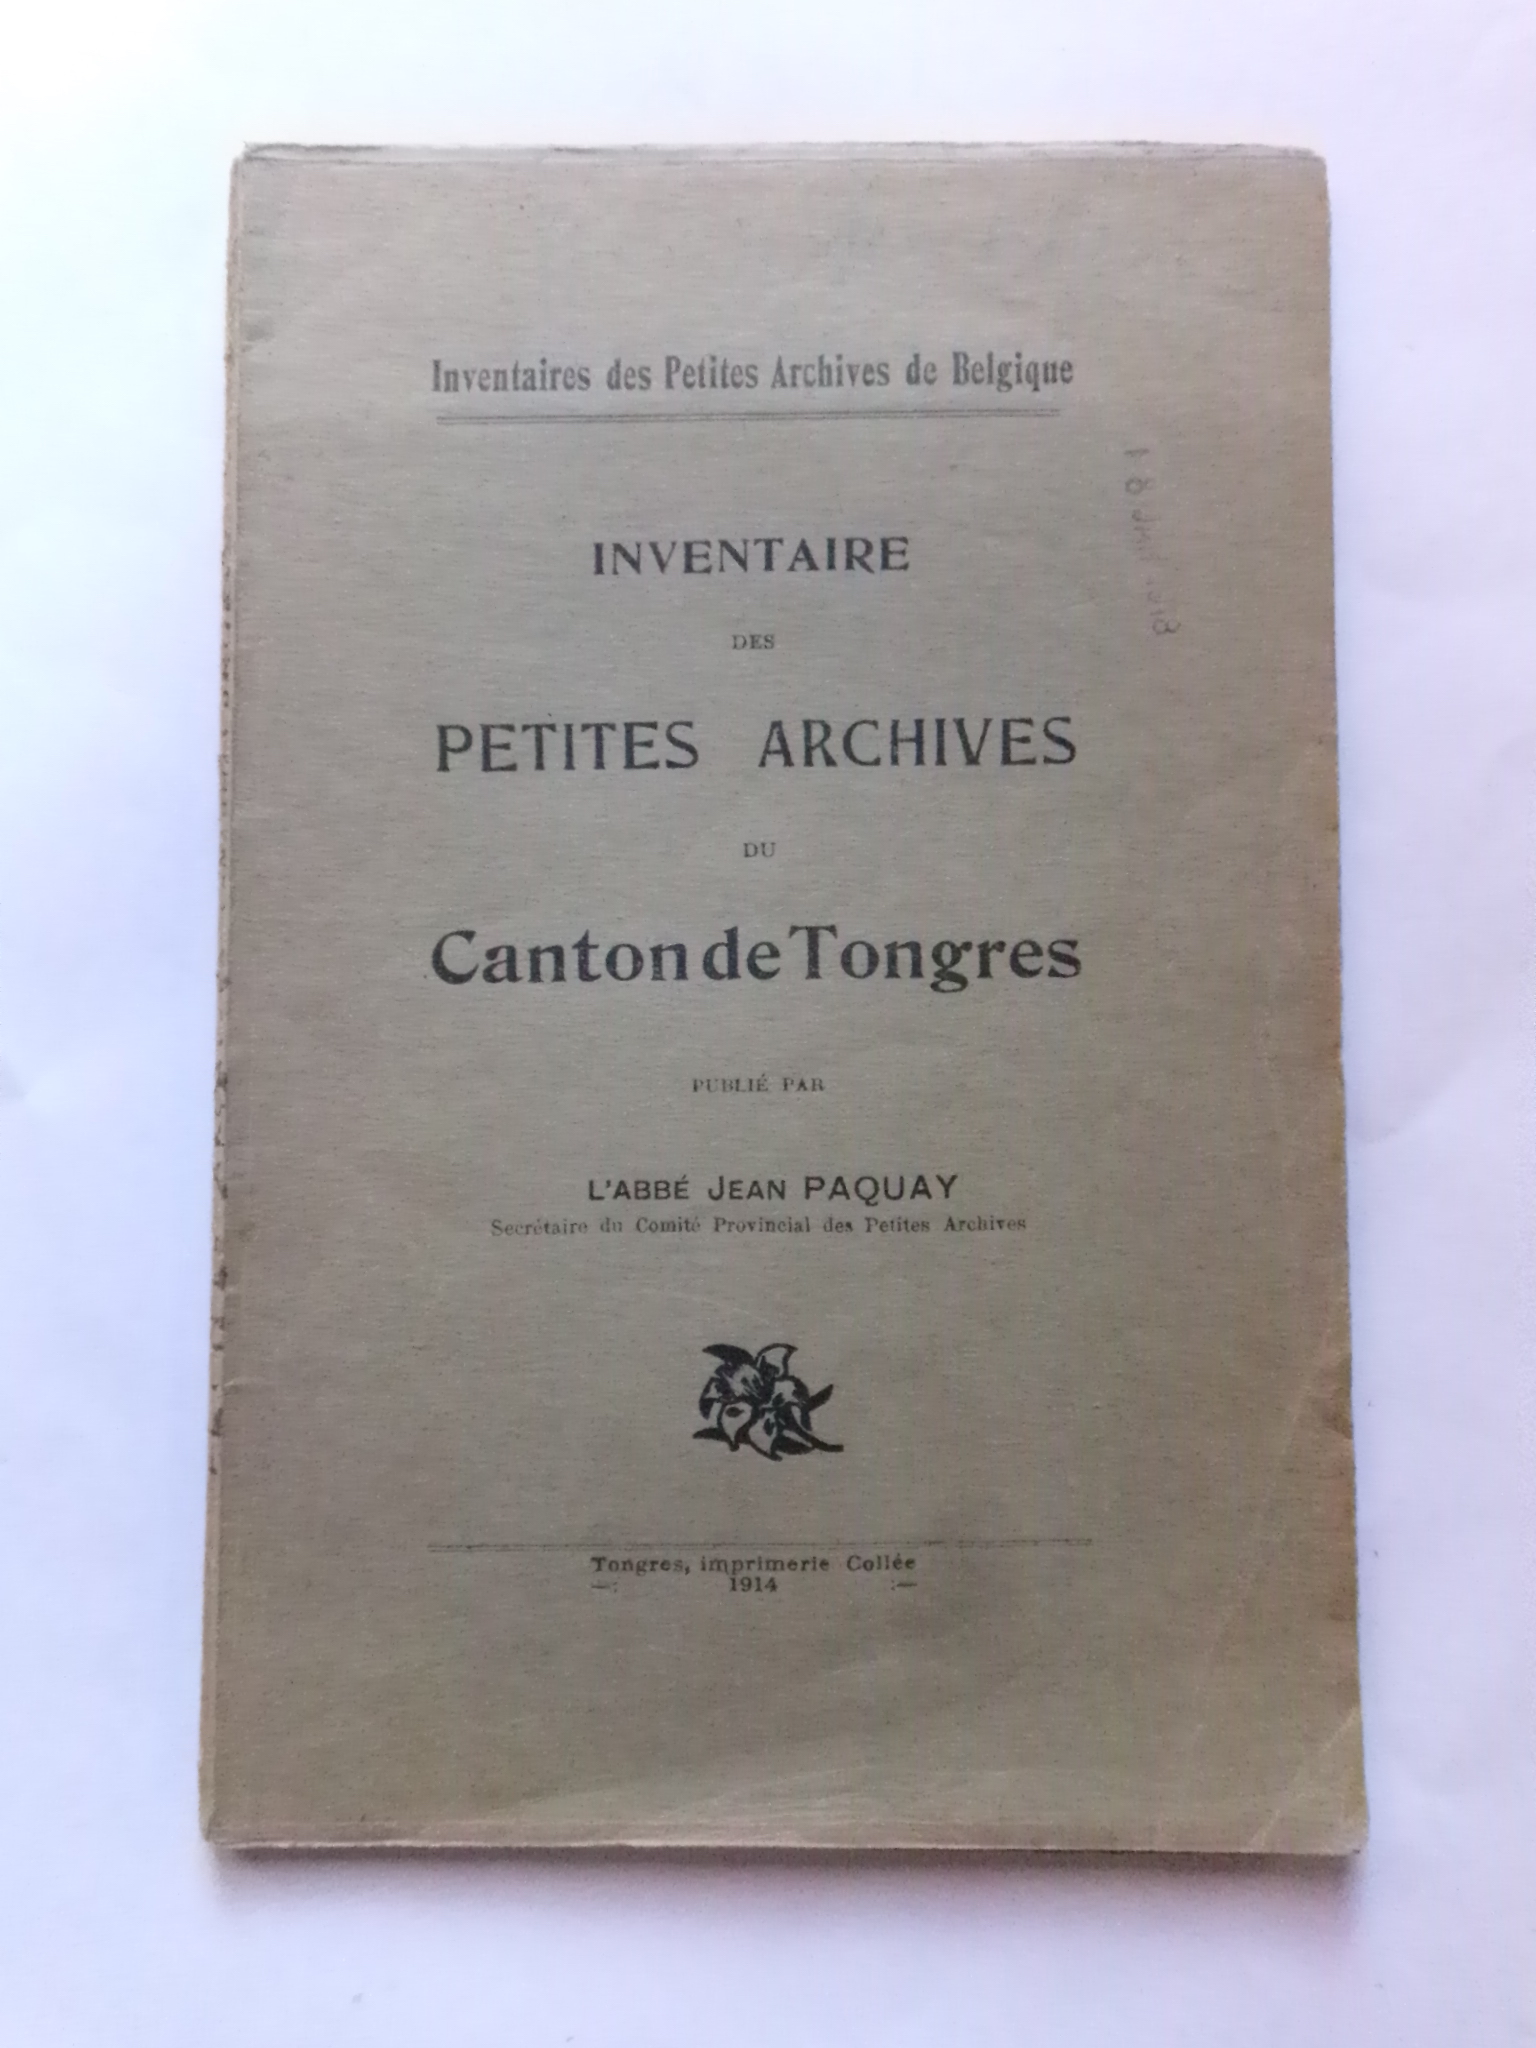 Inventaires des Petites Archives de Belgique
INVENTAIRE
DES
PETITES ARCHIVES
DU
Canton de Tongres
PUBLIÉ PAR
L'ABBÉ JEAN PAQUAY
Secrétaire du Comité Provincial des Petites Archives
Tongres, imprimerie Collée
—: 1914 :—